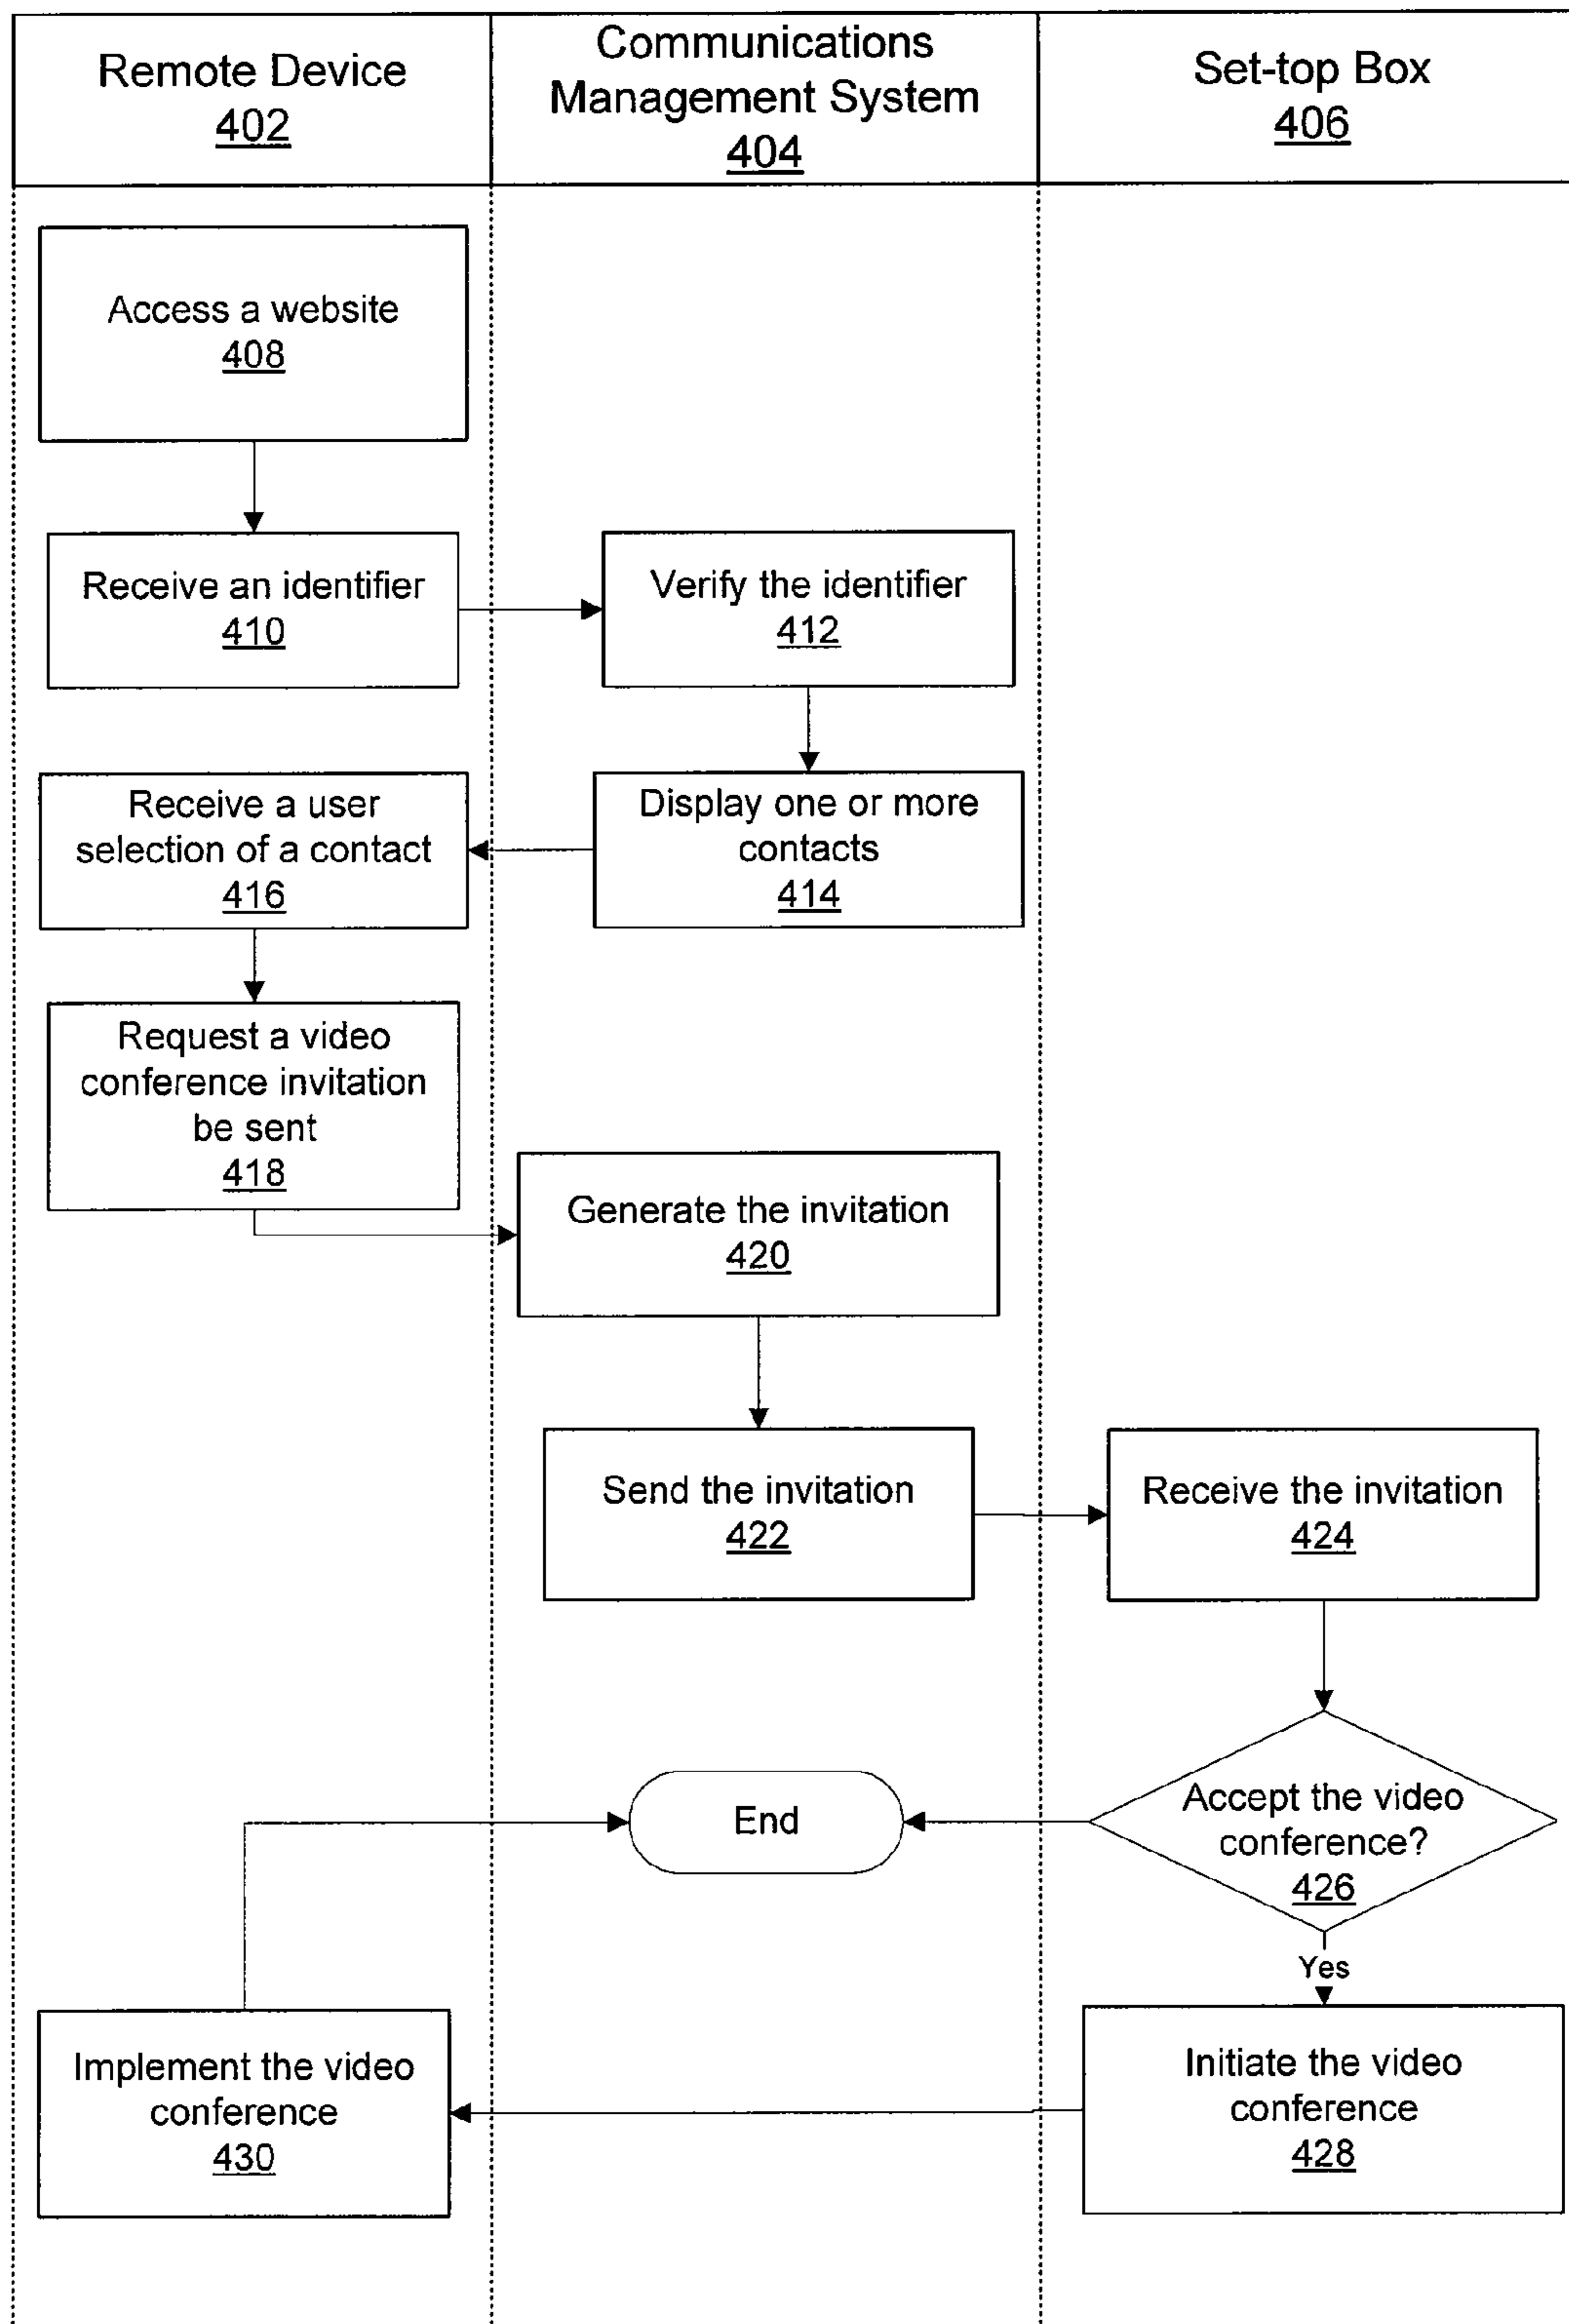 Remote Device
402
Communications
Management System
404
Set-top Box
406
Access a website
408
Receive an identifier
410
Verify the identifier
412
Receive a user
selection of a contact
416
Display one or more
contacts
414
Request a video
conference invitation
be sent
418
Generate the invitation
420
Send the invitation
422
Receive the invitation
424
End
Accept the video
conference?
426
Yes
Implement the video
conference
430
Initiate the video
conference
428